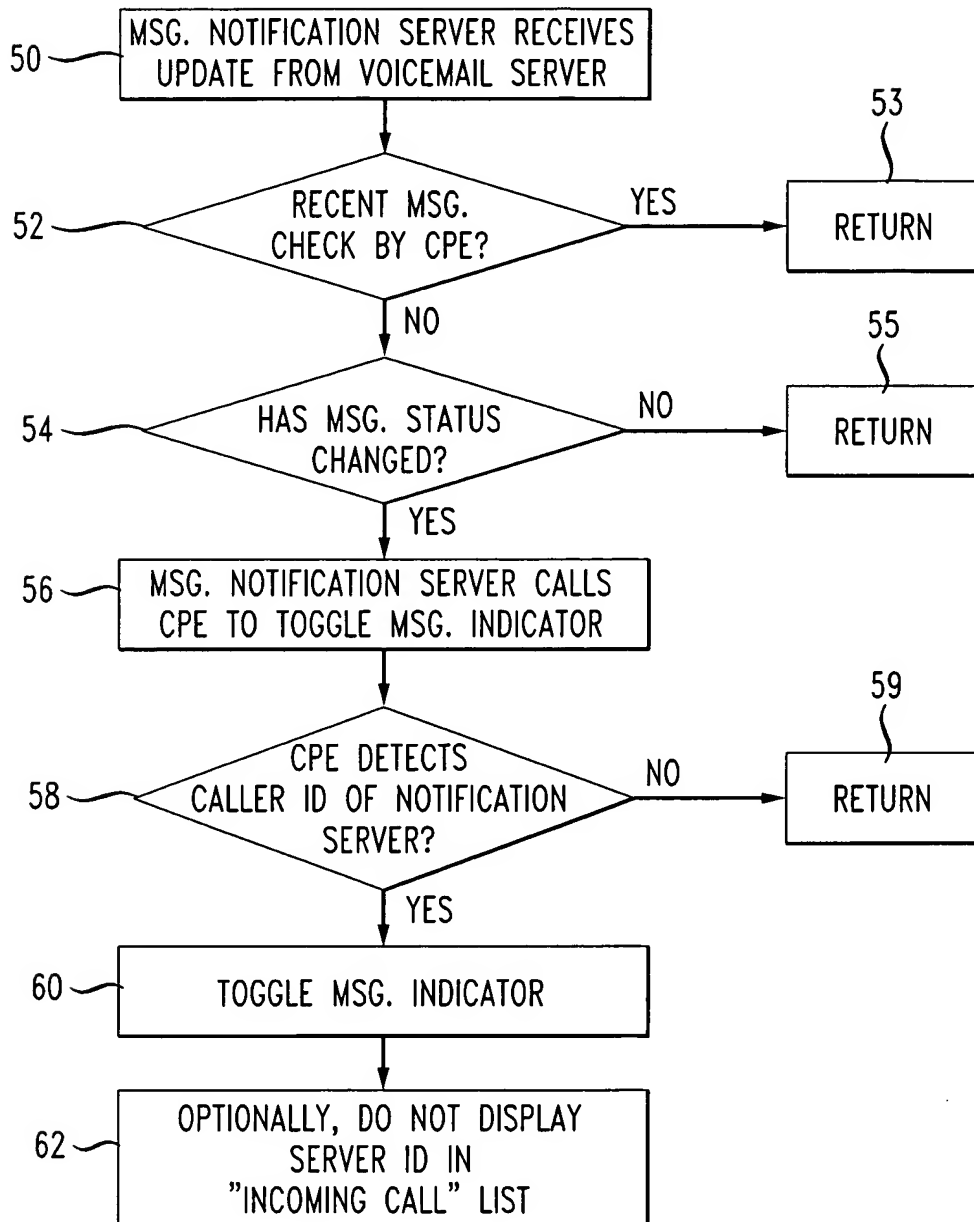 50
MSG. NOTIFICATION SERVER RECEIVES
UPDATE FROM VOICEMAIL SERVER
52
RECENT MSG.
CHECK BY CPE?
YES
53
RETURN
NO
54
HAS MSG. STATUS
CHANGED?
NO
55
RETURN
YES
56
MSG. NOTIFICATION SERVER CALLS
CPE TO TOGGLE MSG. INDICATOR
58
CPE DETECTS
CALLER ID OF NOTIFICATION
SERVER?
NO
59
RETURN
YES
60
TOGGLE MSG. INDICATOR
62
OPTIONALLY, DO NOT DISPLAY
SERVER ID IN
"INCOMING CALL" LIST